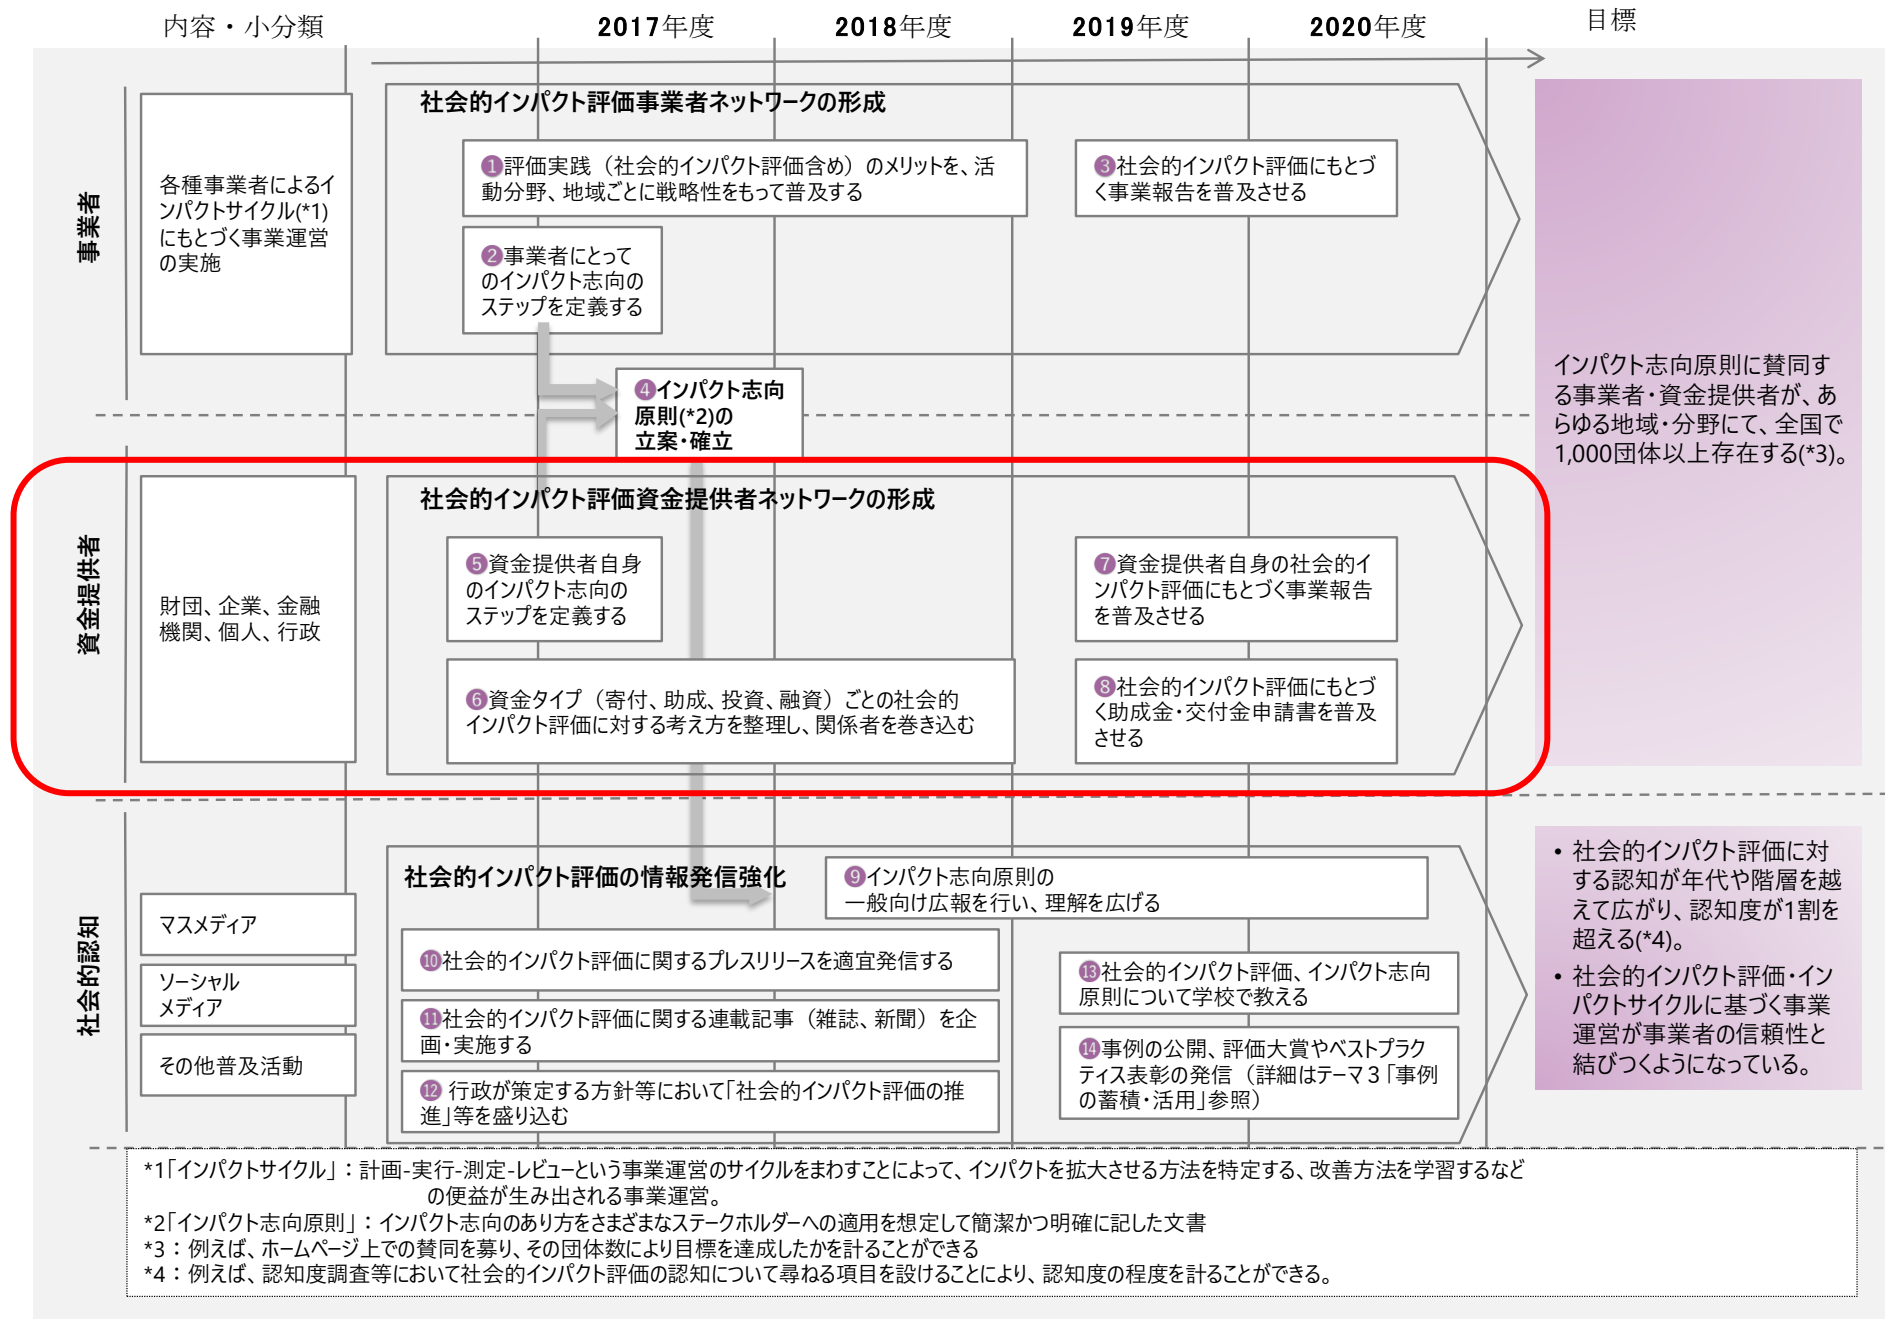 内容・小分類
2017年度
2018年度
2019年度
2020年度
目標
事業者
各種事業者によるイ
ンパクトサイクル(*1)
にもとづく事業運営
の実施
社会的インパクト評価事業者ネットワークの形成
❶評価実践（社会的インパクト評価含め）のメリットを、活
動分野、地域ごとに戦略性をもって普及する
❷事業者にとって
のインパクト志向の
ステップを定義する
❸社会的インパクト評価にもとづ
く事業報告を普及させる
❹インパクト志向
原則(*2)の
立案・確立
インパクト志向原則に賛同す
る事業者・資金提供者が、あ
らゆる地域・分野にて、全国で
1,000団体以上存在する(*3)。
資金提供者
財団、企業、金融
機関、個人、行政
社会的インパクト評価資金提供者ネットワークの形成
❺資金提供者自身
のインパクト志向の
ステップを定義する
❻資金タイプ（寄付、助成、投資、融資）ごとの社会的
インパクト評価に対する考え方を整理し、関係者を巻き込む
❼資金提供者自身の社会的イ
ンパクト評価にもとづく事業報告
を普及させる
❽社会的インパクト評価にもとづ
く助成金・交付金申請書を普及
させる
社会的認知
マスメディア
ソーシャル
メディア
その他普及活動
社会的インパクト評価の情報発信強化
❾インパクト志向原則の
一般向け広報を行い、理解を広げる
❿社会的インパクト評価に関するプレスリリースを適宜発信する
⓫社会的インパクト評価に関する連載記事（雑誌、新聞）を企
画・実施する
⓬ 行政が策定する方針等において「社会的インパクト評価の推
進」等を盛り込む
⓭社会的インパクト評価、インパクト志向
原則について学校で教える
⓮事例の公開、評価大賞やベストプラク
ティス表彰の発信（詳細はテーマ３「事例
の蓄積・活用」参照）
• 社会的インパクト評価に対
する認知が年代や階層を越
えて広がり、認知度が1割を
超える(*4)。
• 社会的インパクト評価・イン
パクトサイクルに基づく事業
運営が事業者の信頼性と
結びつくようになっている。
*1「インパクトサイクル」：計画-実行-測定-レビューという事業運営のサイクルをまわすことによって、インパクトを拡大させる方法を特定する、改善方法を学習するなど
の便益が生み出される事業運営。
*2「インパクト志向原則」：インパクト志向のあり方をさまざまなステークホルダーへの適用を想定して簡潔かつ明確に記した文書
*3：例えば、ホームページ上での賛同を募り、その団体数により目標を達成したかを計ることができる
*4：例えば、認知度調査等において社会的インパクト評価の認知について尋ねる項目を設けることにより、認知度の程度を計ることができる。